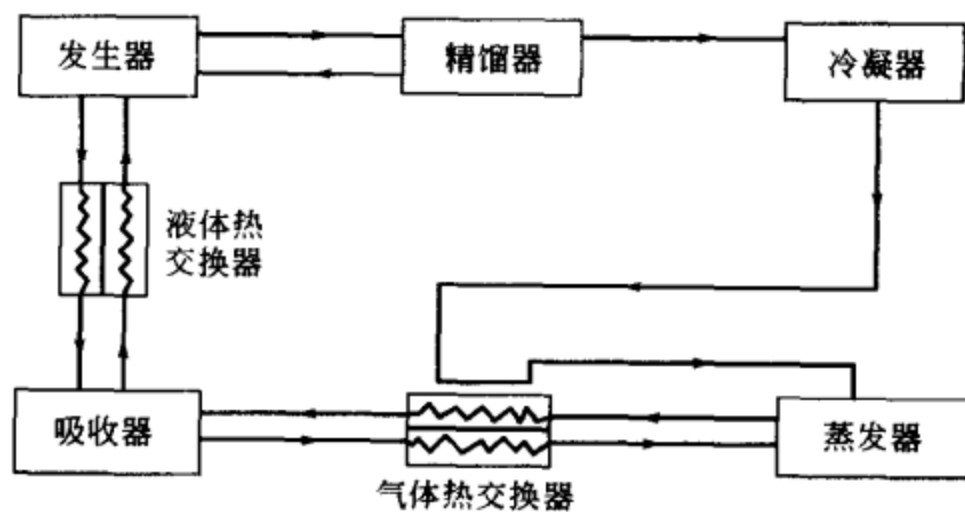 发生器
精馏器
冷凝器
液体热
交换器
吸收器
蒸发器
气体热交换器